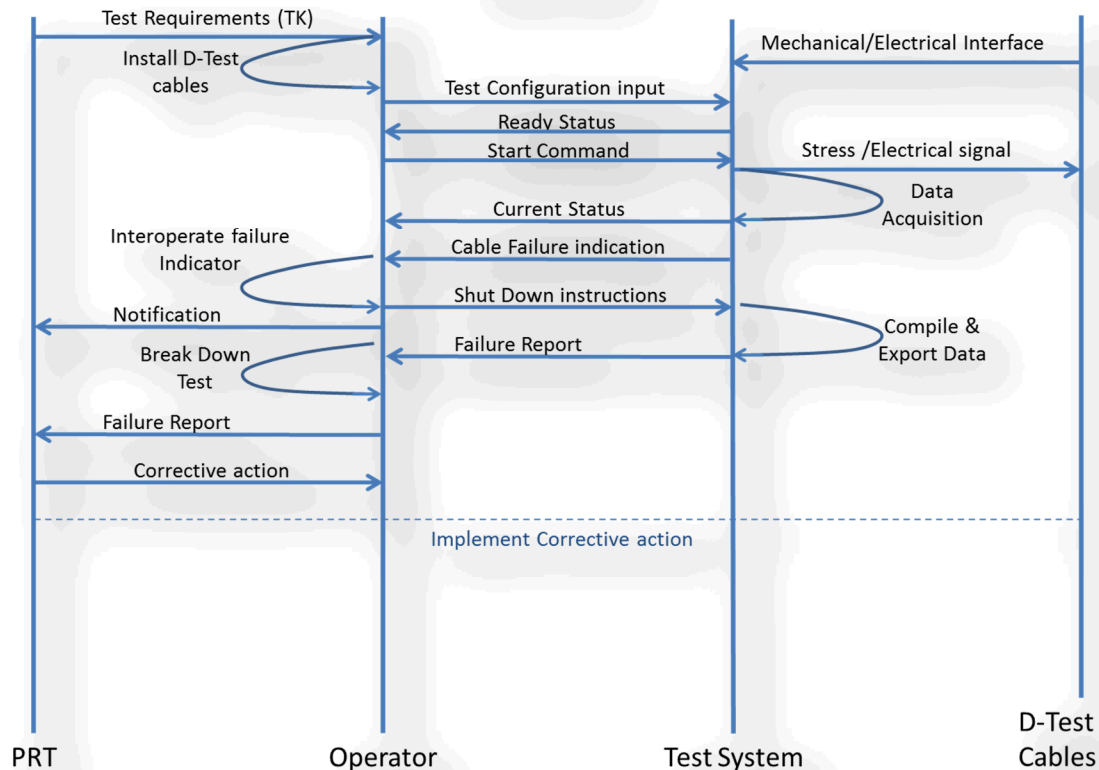 Test Requirements (TK)
Install D-Test
cables
Mechanical/Electrical Interface
Test Configuration input
Ready Status
Start Command
Stress /Electrical signal
Data
Acquisition
Current Status
Interoperate failure
Indicator
Cable Failure indication
Shut Down instructions
Notification
Compile &
Export Data
Failure Report
Break Down
Test
Failure Report
Corrective action
Implement Corrective action
PRT
Operator
Test System
D-Test
Cables